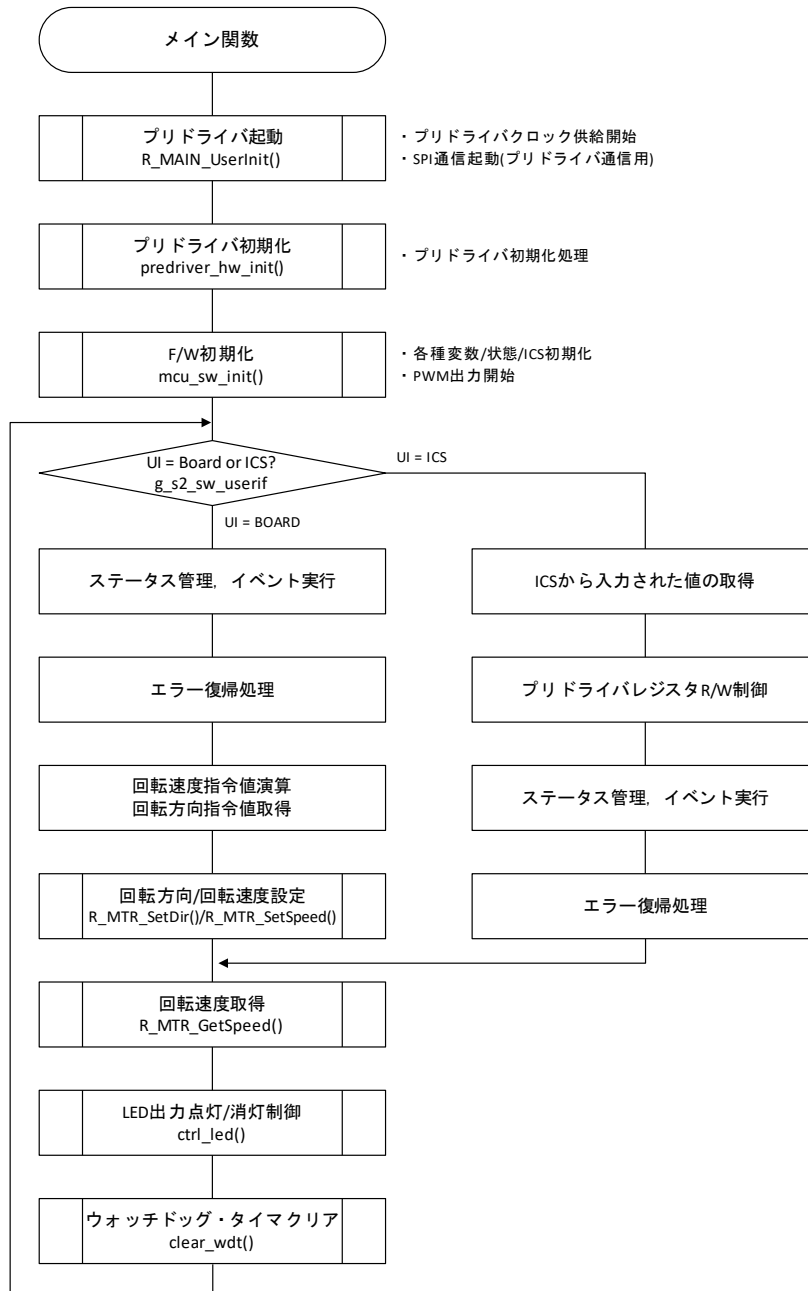 メイン関数
プリドライバ起動
R_MAIN_UserInit()
・プリドライバクロック供給開始
・SPI通信起動(プリドライバ通信用)
プリドライバ初期化
predriver_hw_init()
・プリドライバ初期化処理
F/W初期化
mcu_sw_init()
・各種変数/状態/ICS初期化
・PWM出力開始
UI = Board or ICS?
g_s2_sw_userif
UI = ICS
UI = BOARD
ステータス管理，イベント実行
エラー復帰処理
回転速度指令値演算
回転方向指令値取得
回転方向/回転速度設定
R_MTR_SetDir()/R_MTR_SetSpeed()
ICSから入力された値の取得
プリドライバレジスタR/W制御
ステータス管理，イベント実行
エラー復帰処理
回転速度取得
R_MTR_GetSpeed()
LED出力点灯/消灯制御
ctrl_led()
ウォッチドッグ・タイマクリア
clear_wdt()